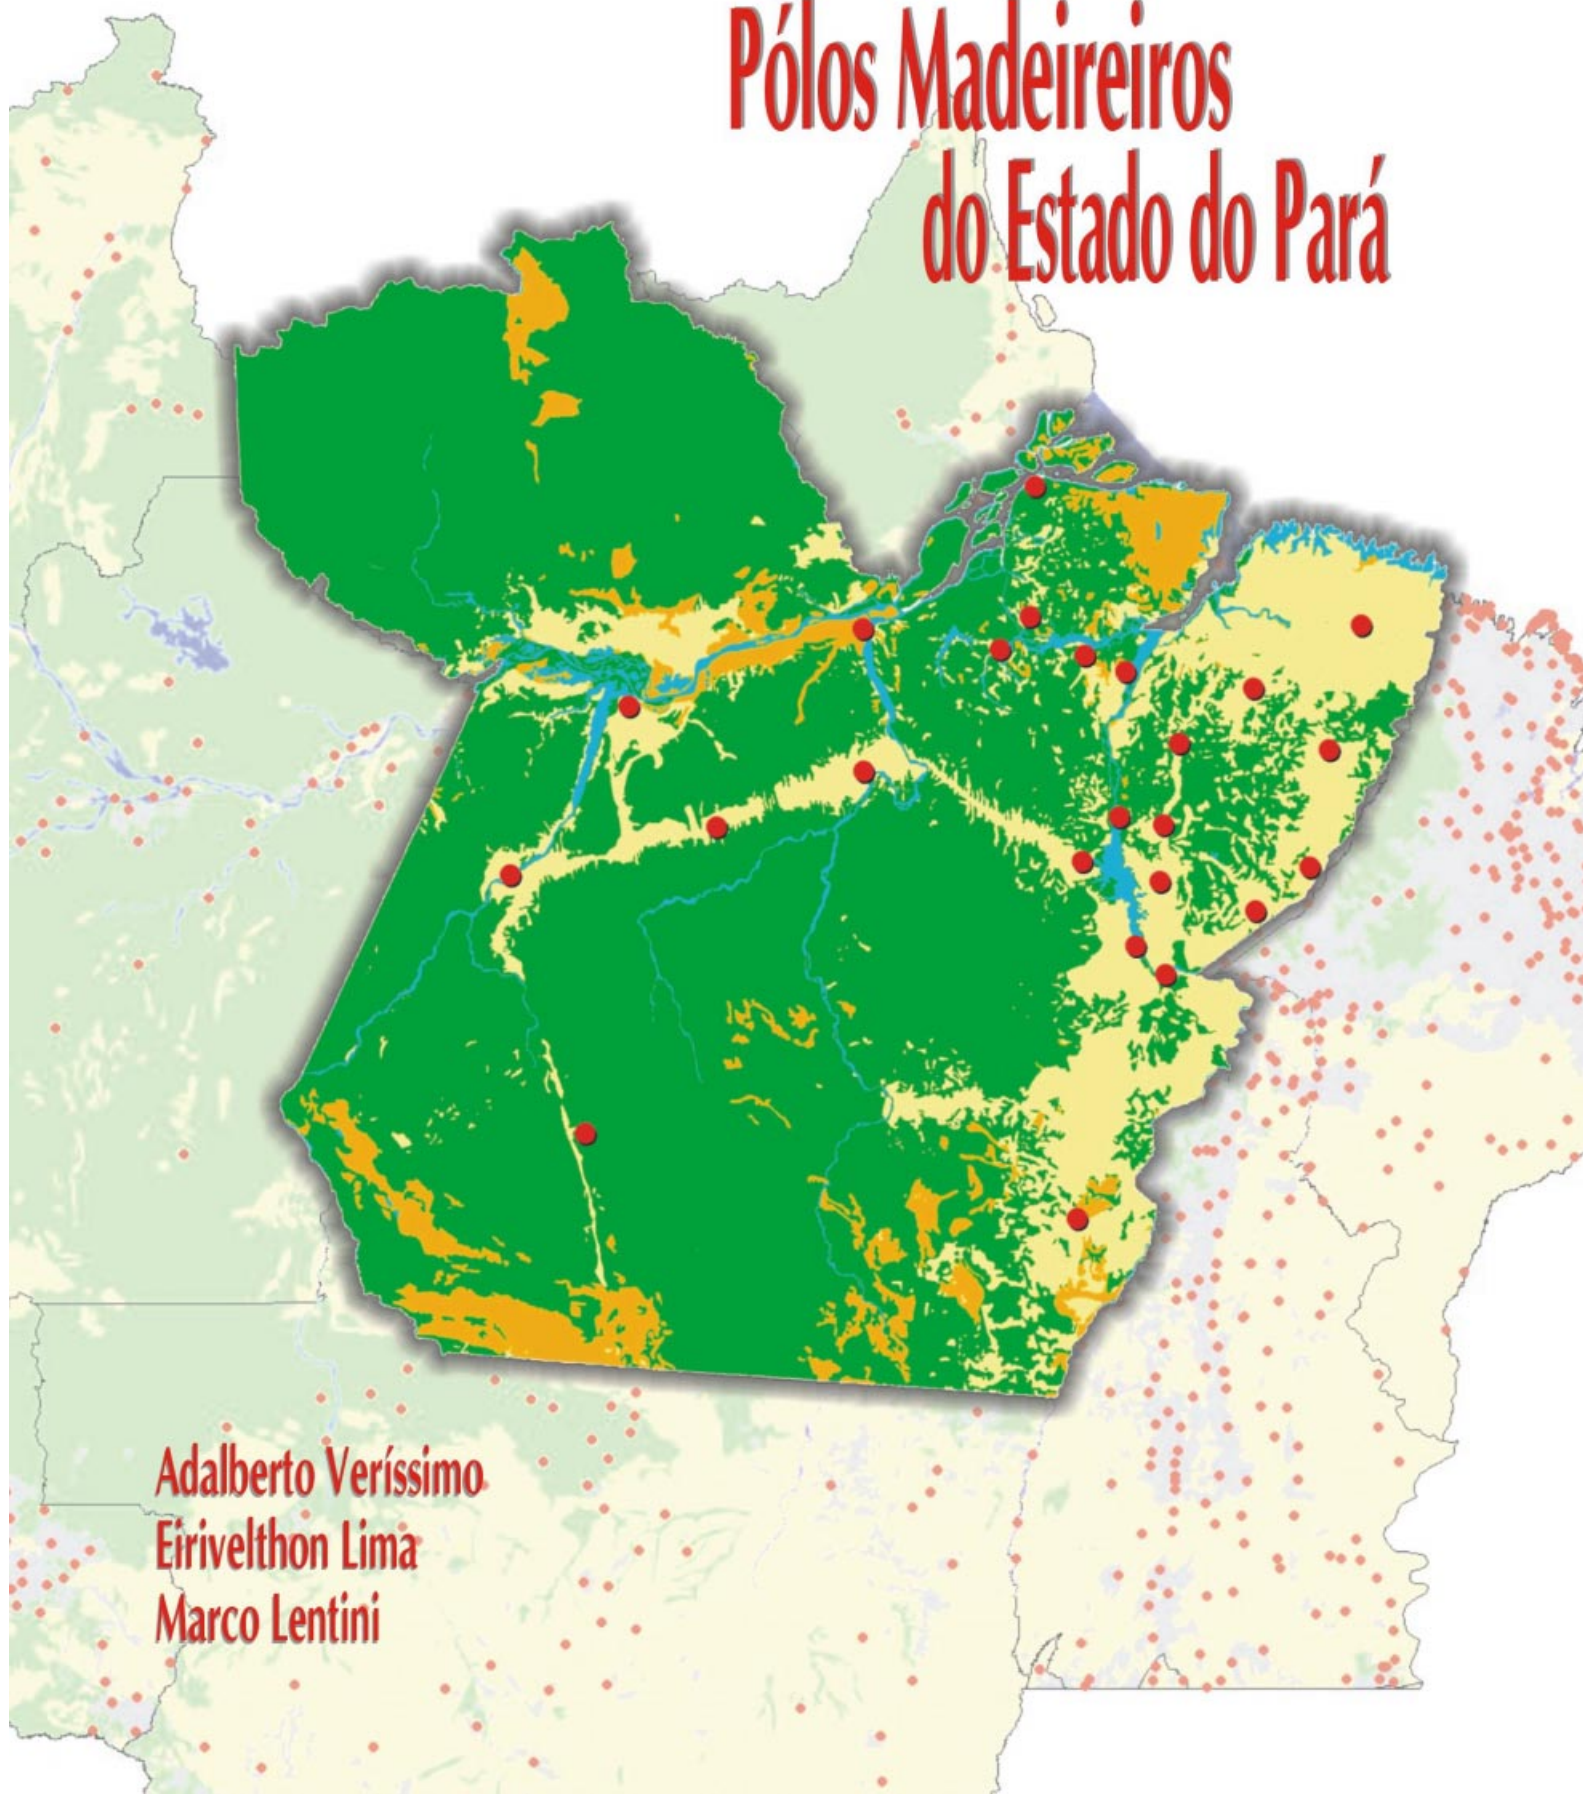 Pólos Madeireiros
do Estado do Pará
Adalberto Veríssimo
Eirivelthon Lima
Marco Lentini